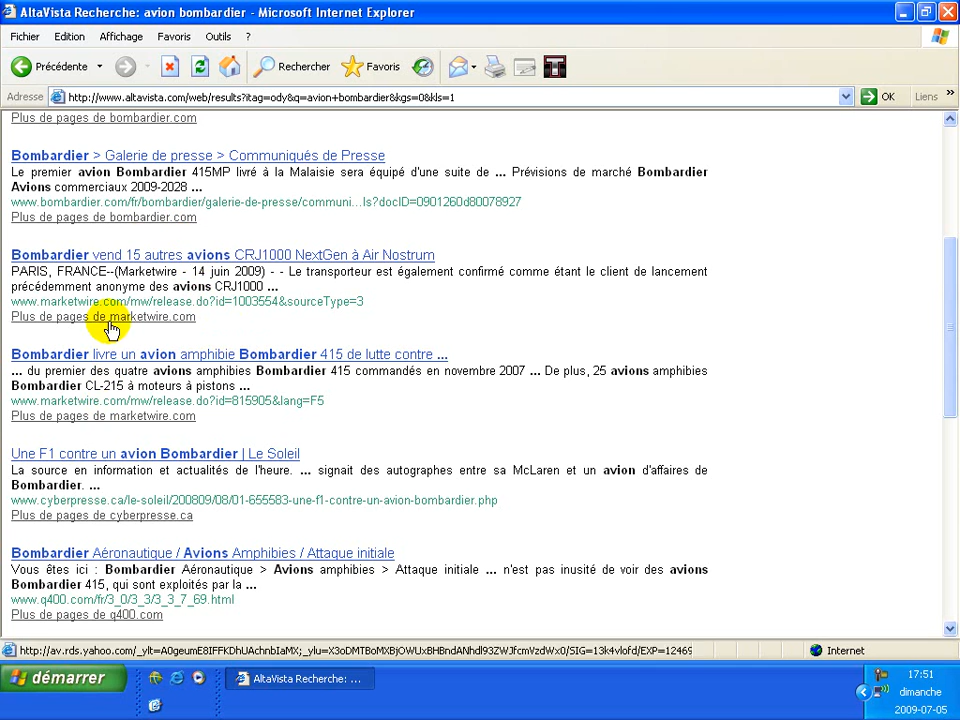 AltaVista Recherche: avion bombardier - Microsoft Internet Explorer
Fichier Edition Affichage Favoris Outils ?
Précédente Rechercher Favoris
Adresse http://www.altavista.com/web/results?itag=ody&q=avion+bombardier&kgs=0&kls=1 OK Liens »
Plus de pages de bombardier.com
Bombardier > Galerie de presse > Communiqués de Presse
Le premier avion Bombardier 415MP livré à la Malaisie sera équipé d'une suite de ... Prévisions de marché Bombardier
Avions commerciaux 2009-2028 ...
www.bombardier.com/fr/bombardier/galerie-de-presse/communi...ls?docID=0901260d80078927
Plus de pages de bombardier.com
Bombardier vend 15 autres avions CRJ1000 NextGen à Air Nostrum
PARIS, FRANCE--(Marketwire - 14 juin 2009) - - Le transporteur est également confirmé comme étant le client de lancement
précédemment anonyme des avions CRJ1000 ...
www.marketwire.com/mw/release.do?id=1003554&sourceType=3
Plus de pages de marketwire.com
Bombardier livre un avion amphibie Bombardier 415 de lutte contre ...
... du premier des quatre avions amphibies Bombardier 415 commandés en novembre 2007 ... De plus, 25 avions amphibies
Bombardier CL-215 à moteurs à pistons ...
www.marketwire.com/mw/release.do?id=815905&lang=F5
Plus de pages de marketwire.com
Une F1 contre un avion Bombardier | Le Soleil
La source en information et actualités de l'heure. ... signait des autographes entre sa McLaren et un avion d'affaires de
Bombardier. ...
www.cyberpresse.ca/le-soleil/200809/08/01-655583-une-f1-contre-un-avion-bombardier.php
Plus de pages de cyberpresse.ca
Bombardier Aéronautique / Avions Amphibies / Attaque initiale
Vous êtes ici : Bombardier Aéronautique > Avions amphibies > Attaque initiale ... n'est pas inusité de voir des avions
Bombardier 415, qui sont exploités par la ...
www.q400.com/fr/3_0/3_3/3_3_7_69.html
Plus de pages de q400.com
Internet
démarrer AltaVista Recherche: ... 17:51
dimanche
2009-07-05